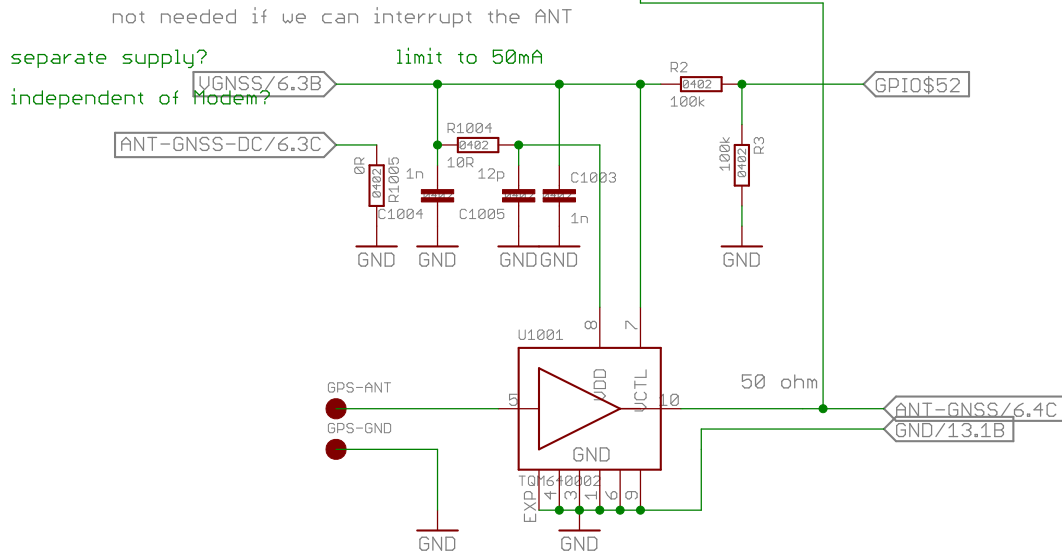 not needed if we can interrupt the ANT
separate supply?
limit to 50mA
VGNSS/6.3B
R2
0402
100k
GPIO$52
independent of Modem?
ANT-GNSS-DC/6.3C
R1004
0402
10R
0R
0402
R1005
1n
C1004
12p
C1005
C1003
1n
100k
0402
R3
GND
GND
GND
GND
GND
U1001
8
7
VDD
VCTL
GPS-ANT
5
10
50 ohm
ANT-GNSS/6.4C
GPS-GND
GND/13.1B
GND
TQM640002
EXP
4
3
1
6
9
GND
GND